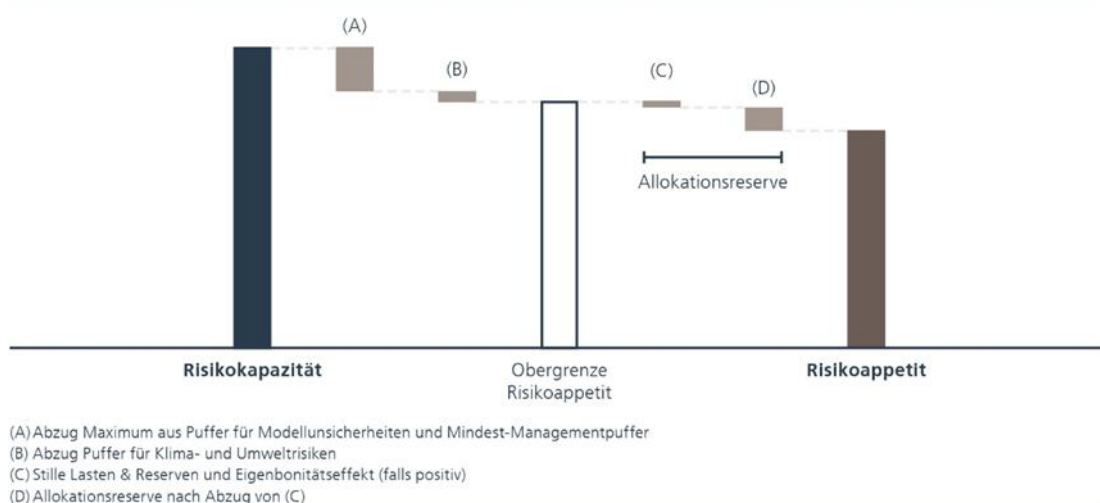 (A)
(B)
(C)
(D)
Allokationsreserve
Risikokapazität
Obergrenze
Risikoappetit
Risikoappetit
(A) Abzug Maximum aus Puffer für Modellunsicherheiten und Mindest-Managementpuffer
(B) Abzug Puffer für Klima- und Umweltrisiken
(C) Stille Lasten & Reserven und Eigenbonitätseffekt (falls positiv)
(D) Allokationsreserve nach Abzug von (C)